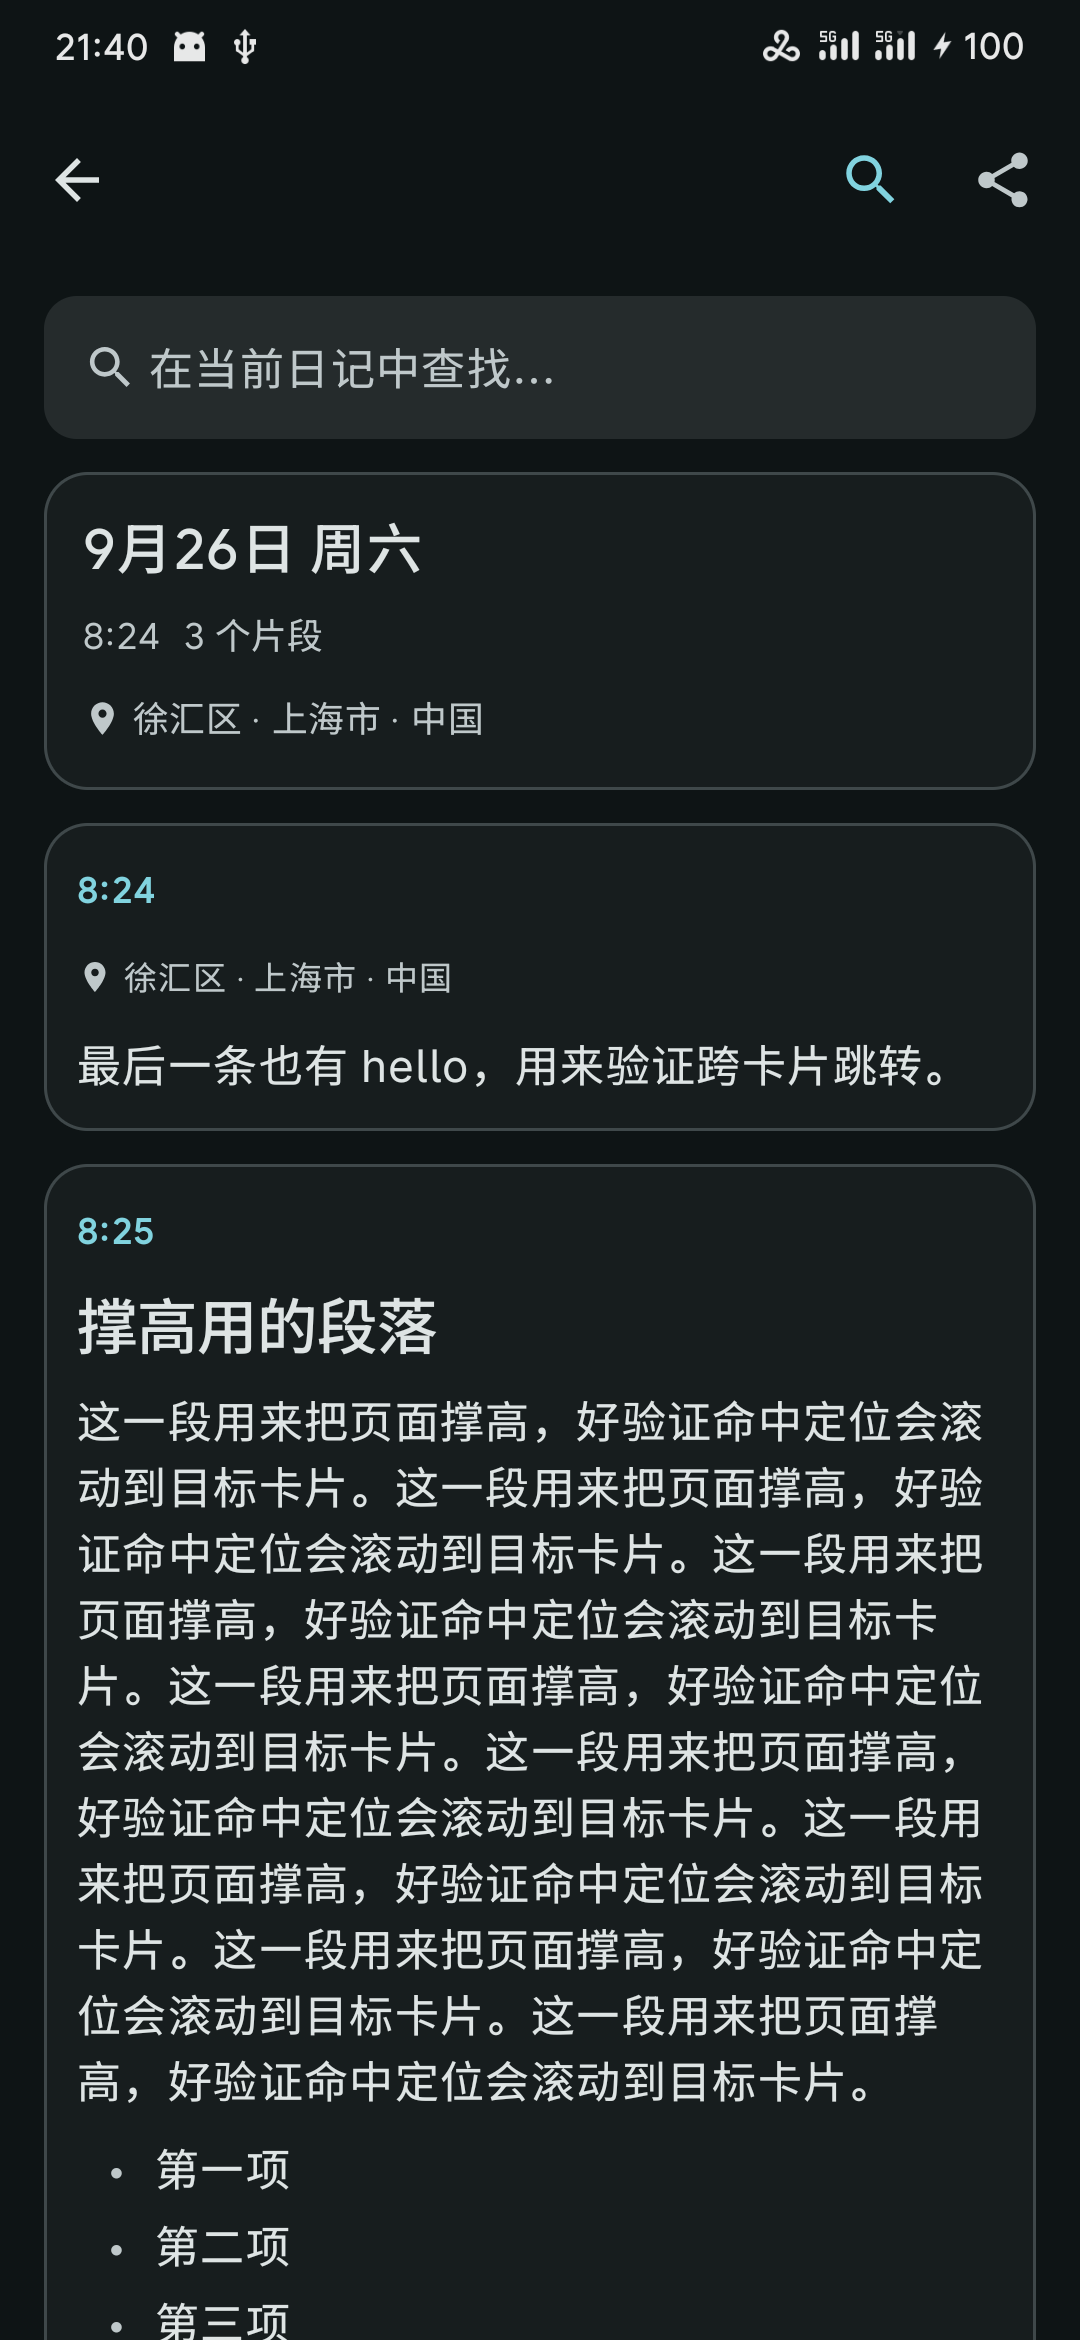 21:40
5G 5G 100
在当前日记中查找...
9月26日 周六
8:24 3 个片段
徐汇区 · 上海市 · 中国
8:24
徐汇区 · 上海市 · 中国
最后一条也有 hello，用来验证跨卡片跳转。
8:25
撑高用的段落
这一段用来把页面撑高，好验证命中定位会滚
动到目标卡片。这一段用来把页面撑高，好验
证命中定位会滚动到目标卡片。这一段用来把
页面撑高，好验证命中定位会滚动到目标卡
片。这一段用来把页面撑高，好验证命中定位
会滚动到目标卡片。这一段用来把页面撑高，
好验证命中定位会滚动到目标卡片。这一段用
来把页面撑高，好验证命中定位会滚动到目标
卡片。这一段用来把页面撑高，好验证命中定
位会滚动到目标卡片。这一段用来把页面撑
高，好验证命中定位会滚动到目标卡片。
• 第一项
• 第二项
• 第三项